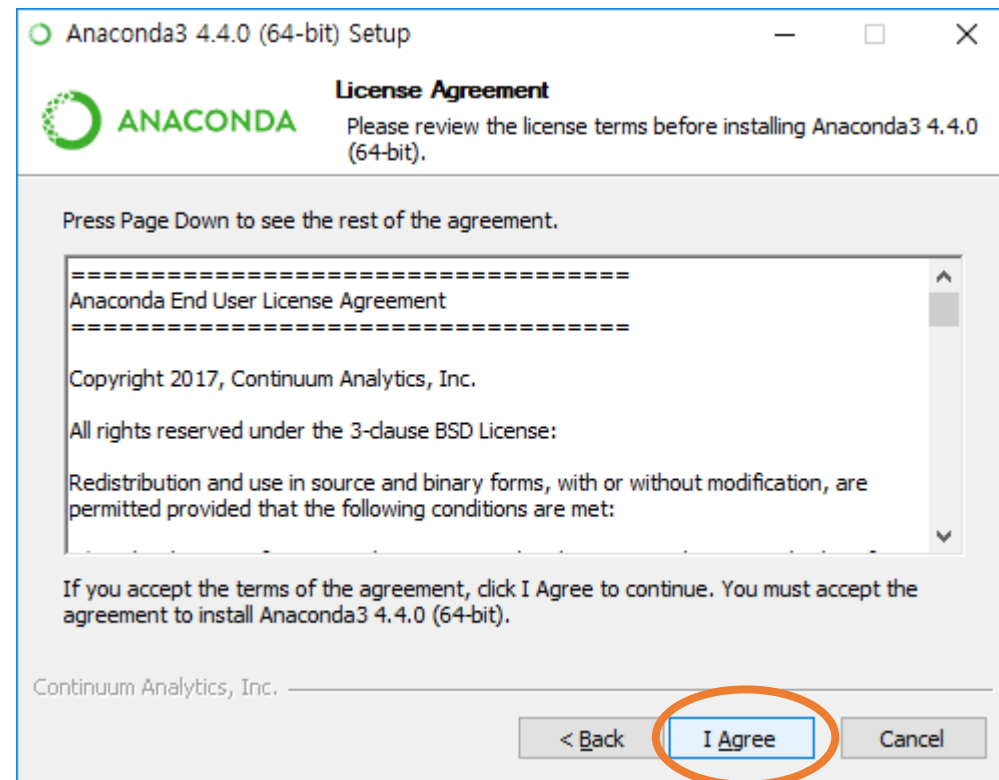 Anaconda3 4.4.0 (64-bit) Setup
ANACONDA
License Agreement
Please review the license terms before installing Anaconda3 4.4.0
(64-bit).
Press Page Down to see the rest of the agreement.
===================================
Anaconda End User License Agreement
===================================
Copyright 2017, Continuum Analytics, Inc.
All rights reserved under the 3-clause BSD License:
Redistribution and use in source and binary forms, with or without modification, are
permitted provided that the following conditions are met:
If you accept the terms of the agreement, click I Agree to continue. You must accept the
agreement to install Anaconda3 4.4.0 (64-bit).
Continuum Analytics, Inc.
< Back
I Agree
Cancel